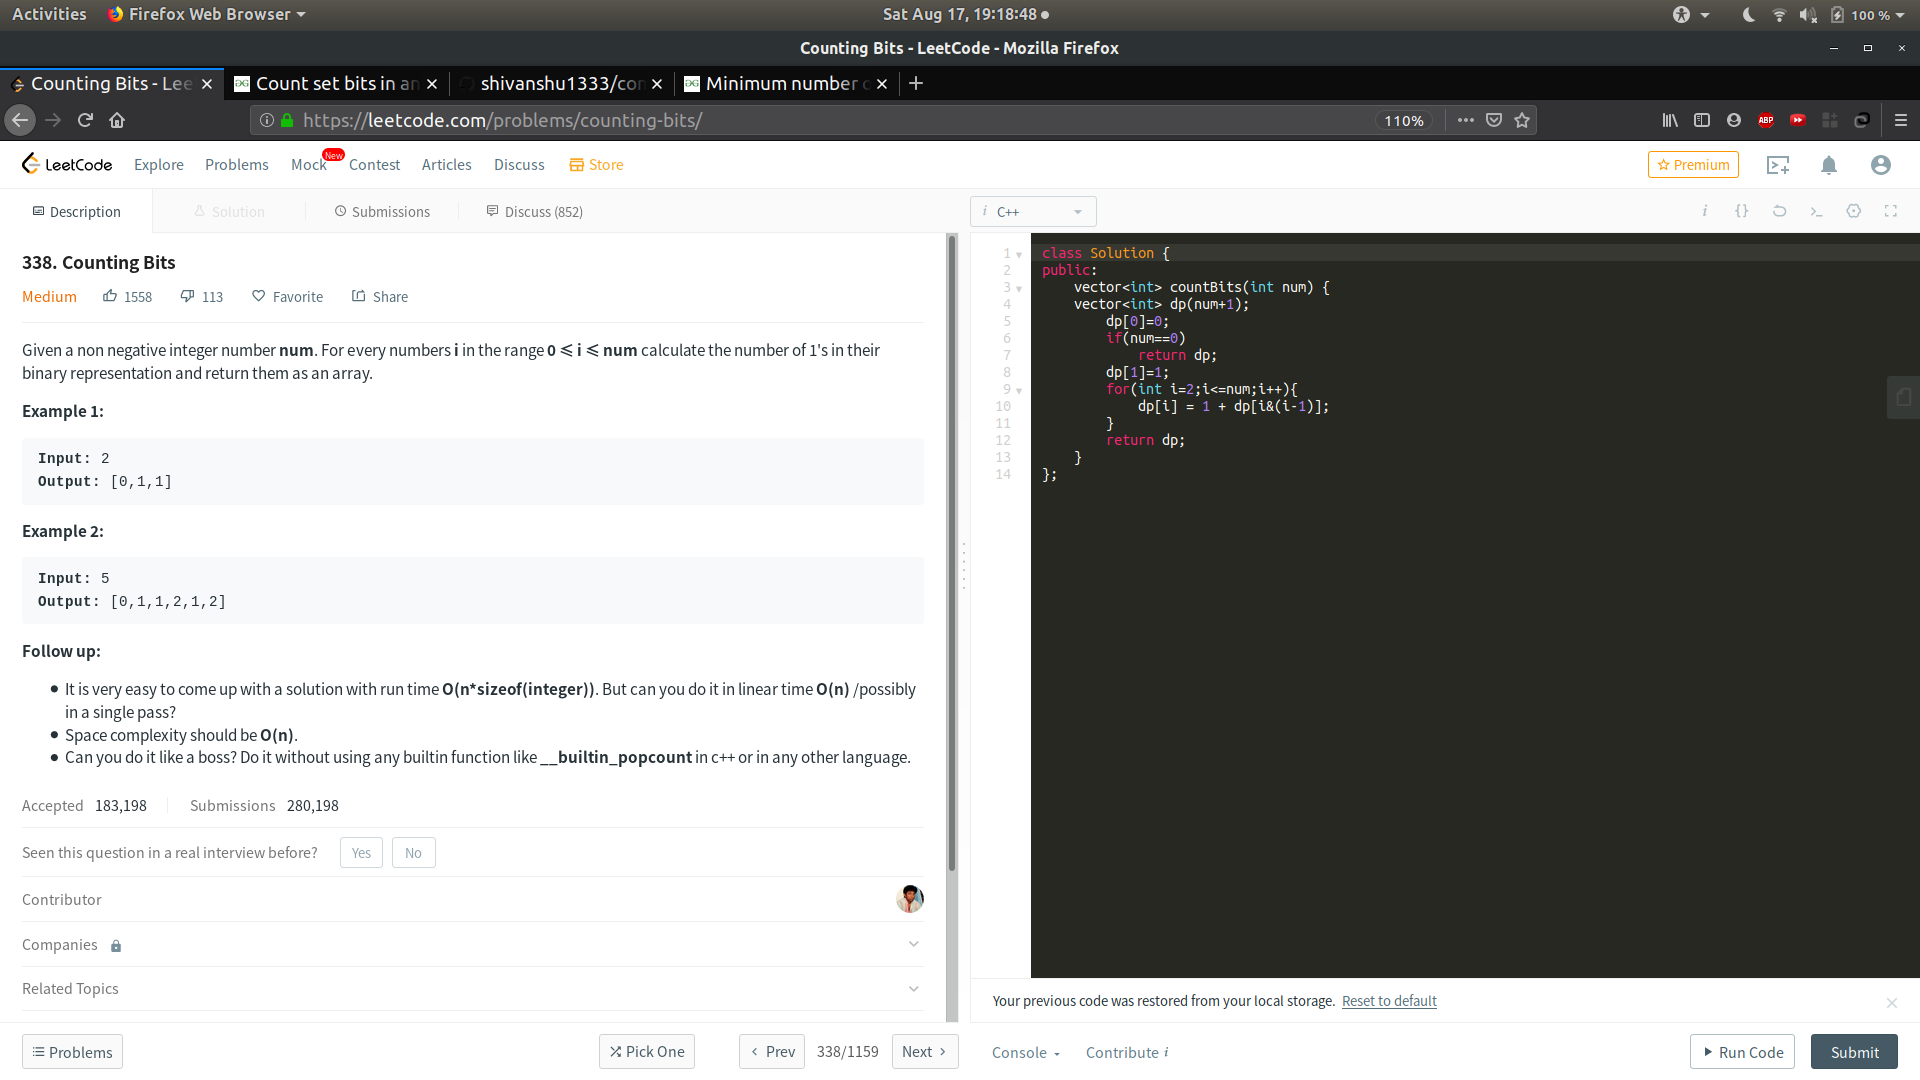 Activities Firefox Web Browser Sat Aug 17, 19:18:48 100 %
Counting Bits - LeetCode - Mozilla Firefox
Counting Bits - Lee Count set bits in an shivanshu1333/con Minimum number o
https://leetcode.com/problems/counting-bits/ 110% ABP
LeetCode Explore Problems Mock New Contest Articles Discuss Store Premium
Description Solution Submissions Discuss (852) i C++
338. Counting Bits
Medium 1558 113 Favorite Share
Given a non negative integer number num. For every numbers i in the range 0 ≤ i ≤ num calculate the number of 1's in their
binary representation and return them as an array.
Example 1:
Input: 2
Output: [0,1,1]
Example 2:
Input: 5
Output: [0,1,1,2,1,2]
Follow up:
• It is very easy to come up with a solution with run time O(n*sizeof(integer)). But can you do it in linear time O(n) /possibly
in a single pass?
• Space complexity should be O(n).
• Can you do it like a boss? Do it without using any builtin function like __builtin_popcount in c++ or in any other language.
Accepted 183,198 Submissions 280,198
Seen this question in a real interview before? Yes No
Contributor
Companies
Related Topics
Problems Pick One Prev 338/1159 Next
1 class Solution {
2 public:
3     vector<int> countBits(int num) {
4     vector<int> dp(num+1);
5         dp[0]=0;
6         if(num==0)
7             return dp;
8         dp[1]=1;
9         for(int i=2;i<=num;i++){
10             dp[i] = 1 + dp[i&(i-1)];
11         }
12         return dp;
13     }
14 };
Your previous code was restored from your local storage. Reset to default
Console Contribute i Run Code Submit